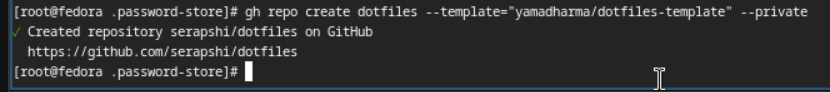 [root@fedora .password-store]# gh repo create dotfiles --template="yamadharma/dotfiles-template" --private
✓ Created repository serapshi/dotfiles on GitHub
https://github.com/serapshi/dotfiles
[root@fedora .password-store]#